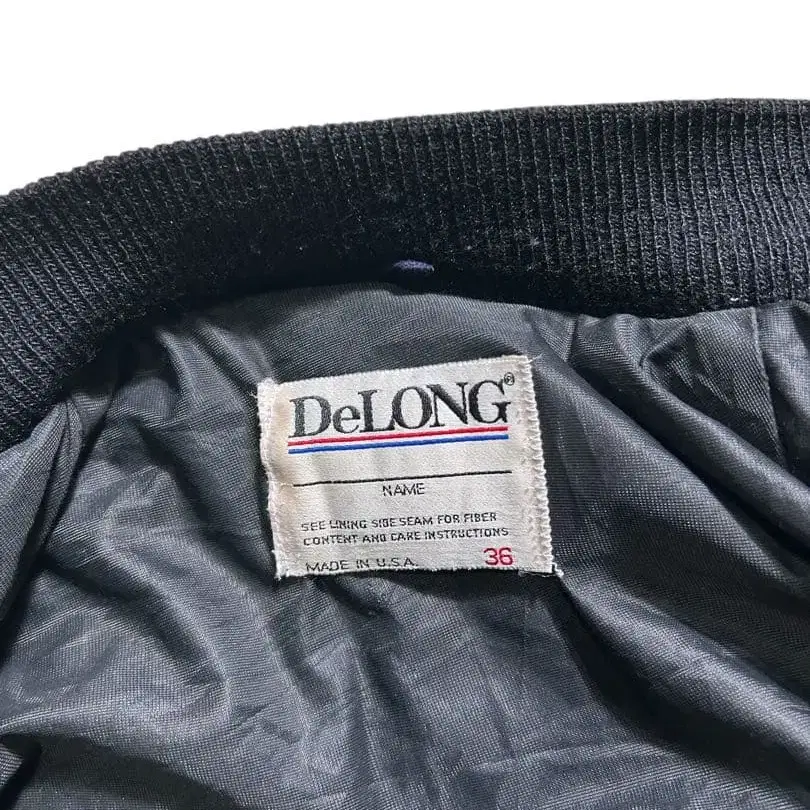 DeLONG®
NAME
SEE LINING SIDE SEAM FOR FIBER
CONTENT AND CARE INSTRUCTIONS
MADE IN U.S.A. 36